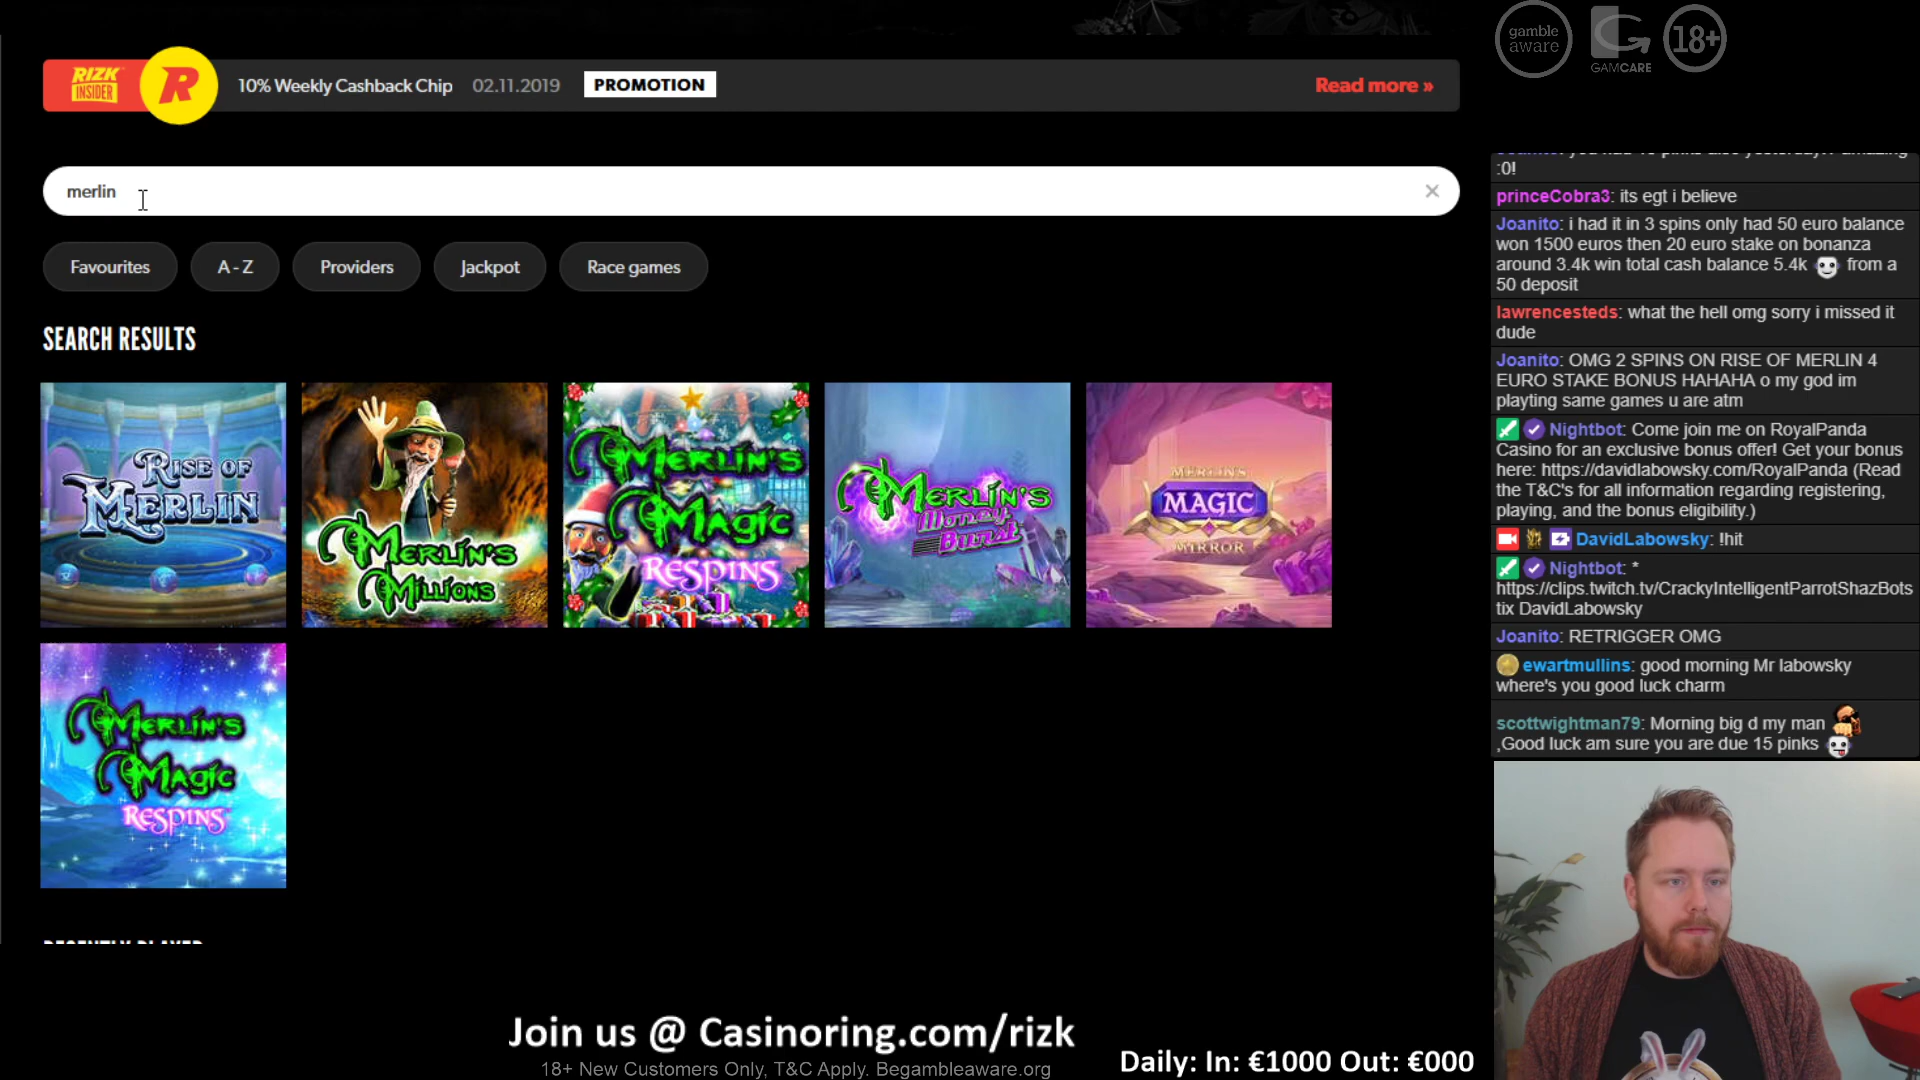 RIZK
INSIDER
R
10% Weekly Cashback Chip 02.11.2019 PROMOTION Read more »
merlin
Favourites A - Z Providers Jackpot Race games
SEARCH RESULTS
RISE OF
MERLIN
MERLIN'S
MILLIONS
MERLIN'S
MAGIC
RESPINS
MERLIN'S
Money
Burst
MERLIN'S
MAGIC
MIRROR
MERLIN'S
MAGIC
RESPINS
RECENTLY PLAYED
gamble
aware
GAMCARE
18+
:0!
princeCobra3: its egt i believe
Joanito: i had it in 3 spins only had 50 euro balance
won 1500 euros then 20 euro stake on bonanza
around 3.4k win total cash balance 5.4k from a
50 deposit
lawrencesteds: what the hell omg sorry i missed it
dude
Joanito: OMG 2 SPINS ON RISE OF MERLIN 4
EURO STAKE BONUS HAHAHA o my god im
playting same games u are atm
Nightbot: Come join me on RoyalPanda
Casino for an exclusive bonus offer! Get your bonus
here: https://davidlabowsky.com/RoyalPanda (Read
the T&C's for all information regarding registering,
playing, and the bonus eligibility.)
DavidLabowsky: !hit
Nightbot: *
https://clips.twitch.tv/CrackyIntelligentParrotShazBots
tix DavidLabowsky
Joanito: RETRIGGER OMG
ewartmullins: good morning Mr labowsky
where's you good luck charm
scottwightman79: Morning big d my man
,Good luck am sure you are due 15 pinks
Join us @ Casinoring.com/rizk
18+ New Customers Only, T&C Apply. Begambleaware.org
Daily: In: €1000 Out: €000